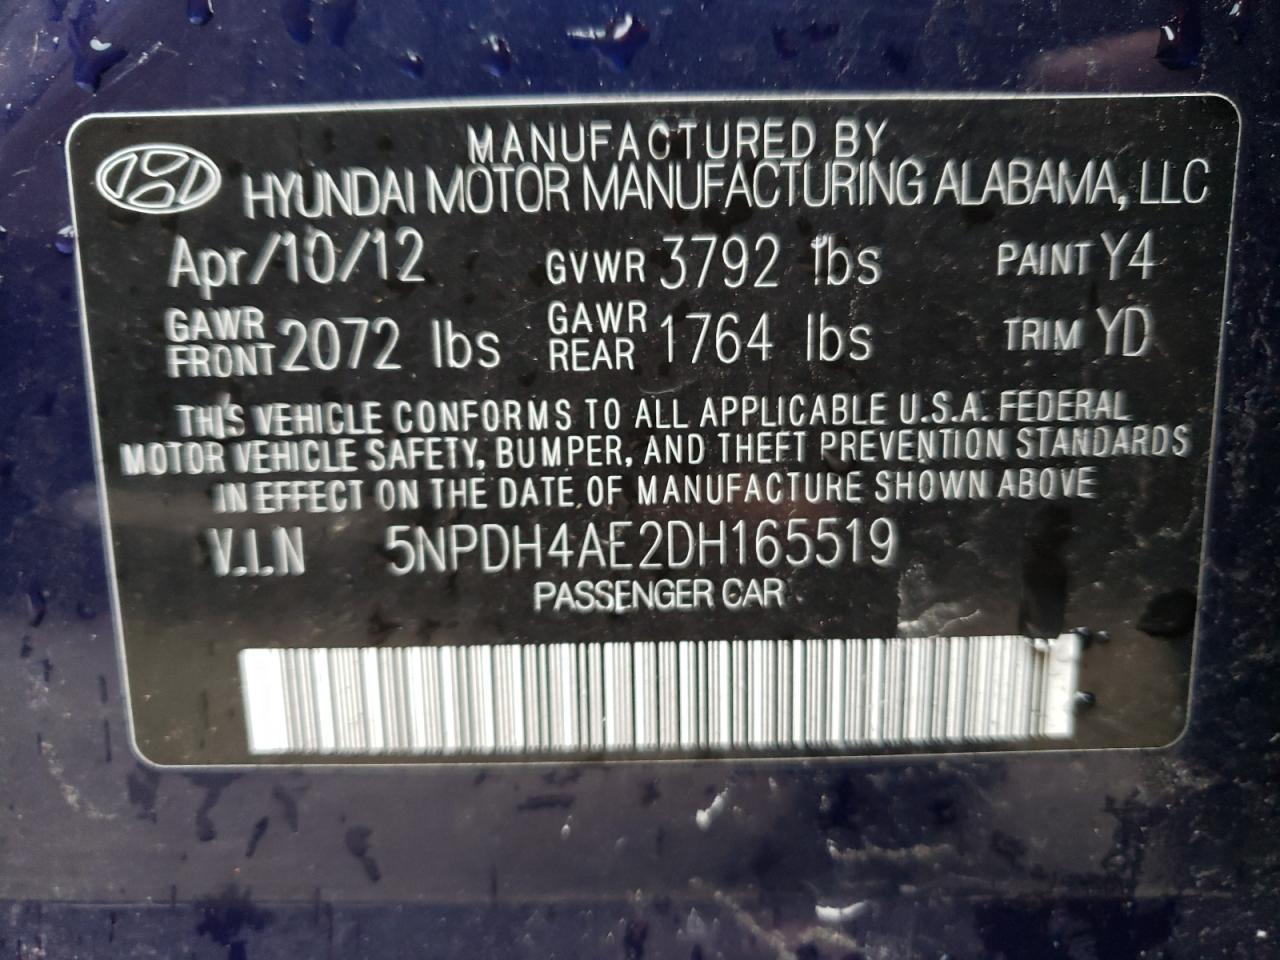 MANUFACTURED BY
HYUNDAI MOTOR MANUFACTURING ALABAMA, LLC
Apr/10/12 GVWR 3792 lbs PAINT Y4
GAWR FRONT 2072 lbs GAWR REAR 1764 lbs TRIM YD
THIS VEHICLE CONFORMS TO ALL APPLICABLE U.S.A. FEDERAL
MOTOR VEHICLE SAFETY, BUMPER, AND THEFT PREVENTION STANDARDS
IN EFFECT ON THE DATE OF MANUFACTURE SHOWN ABOVE
V.I.N 5NPDH4AE2DH165519
PASSENGER CAR